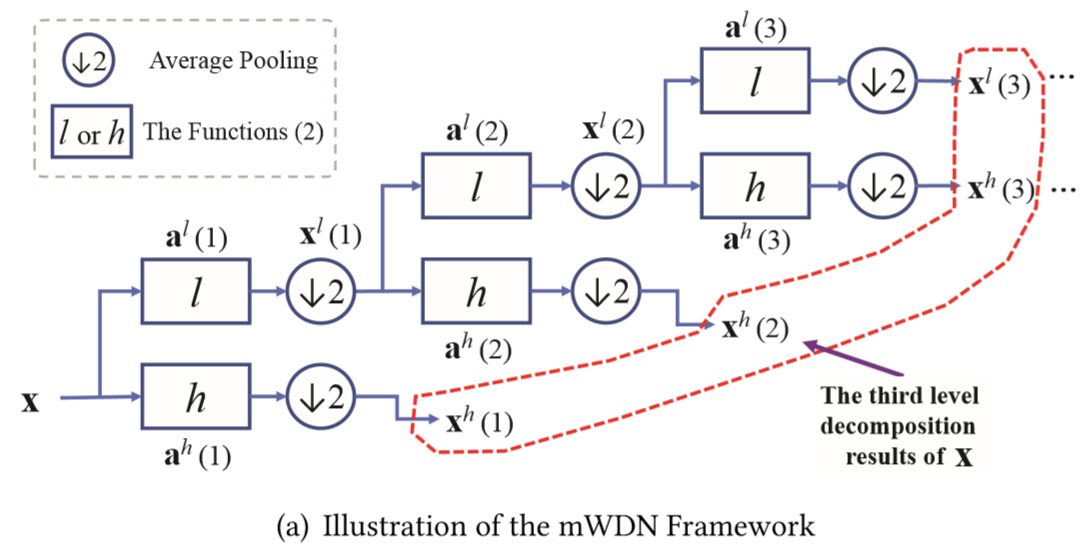 ↓2 Average Pooling
l or h The Functions (2)
a^l (3)
l
↓2
x^l (3) ...
a^l (2)
x^l (2)
l
↓2
h
↓2
x^h (3) ...
a^h (3)
a^l (1)
x^l (1)
l
↓2
h
↓2
x^h (2)
a^h (2)
x
h
↓2
x^h (1)
a^h (1)
The third level
decomposition
results of X
(a) Illustration of the mWDN Framework